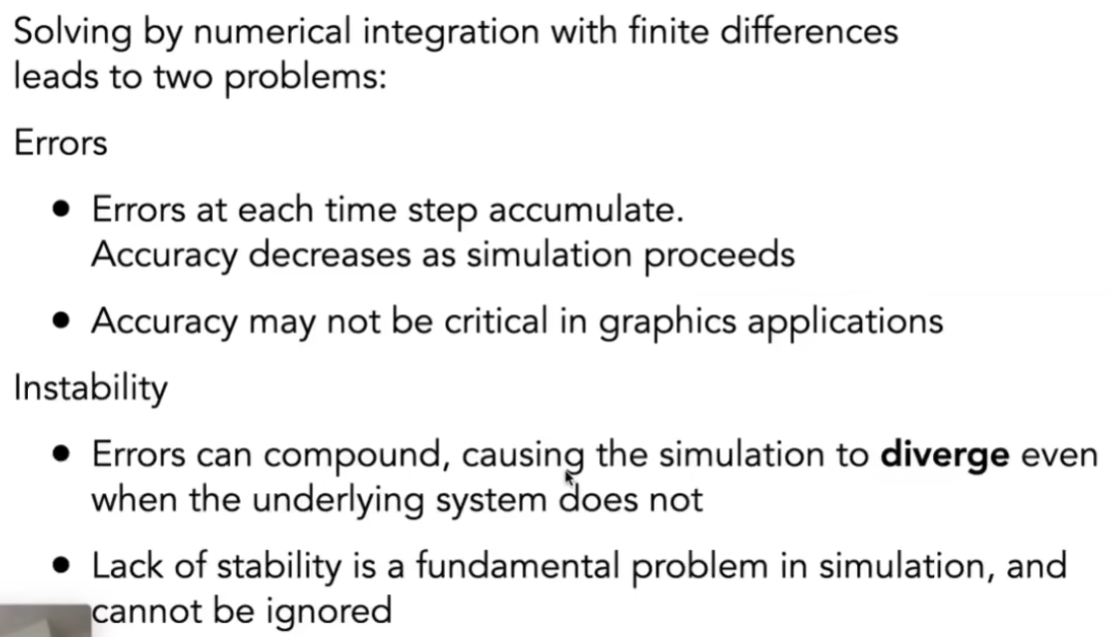 Solving by numerical integration with finite differences
leads to two problems:
Errors
● Errors at each time step accumulate.
Accuracy decreases as simulation proceeds
● Accuracy may not be critical in graphics applications
Instability
● Errors can compound, causing the simulation to diverge even
when the underlying system does not
● Lack of stability is a fundamental problem in simulation, and
cannot be ignored